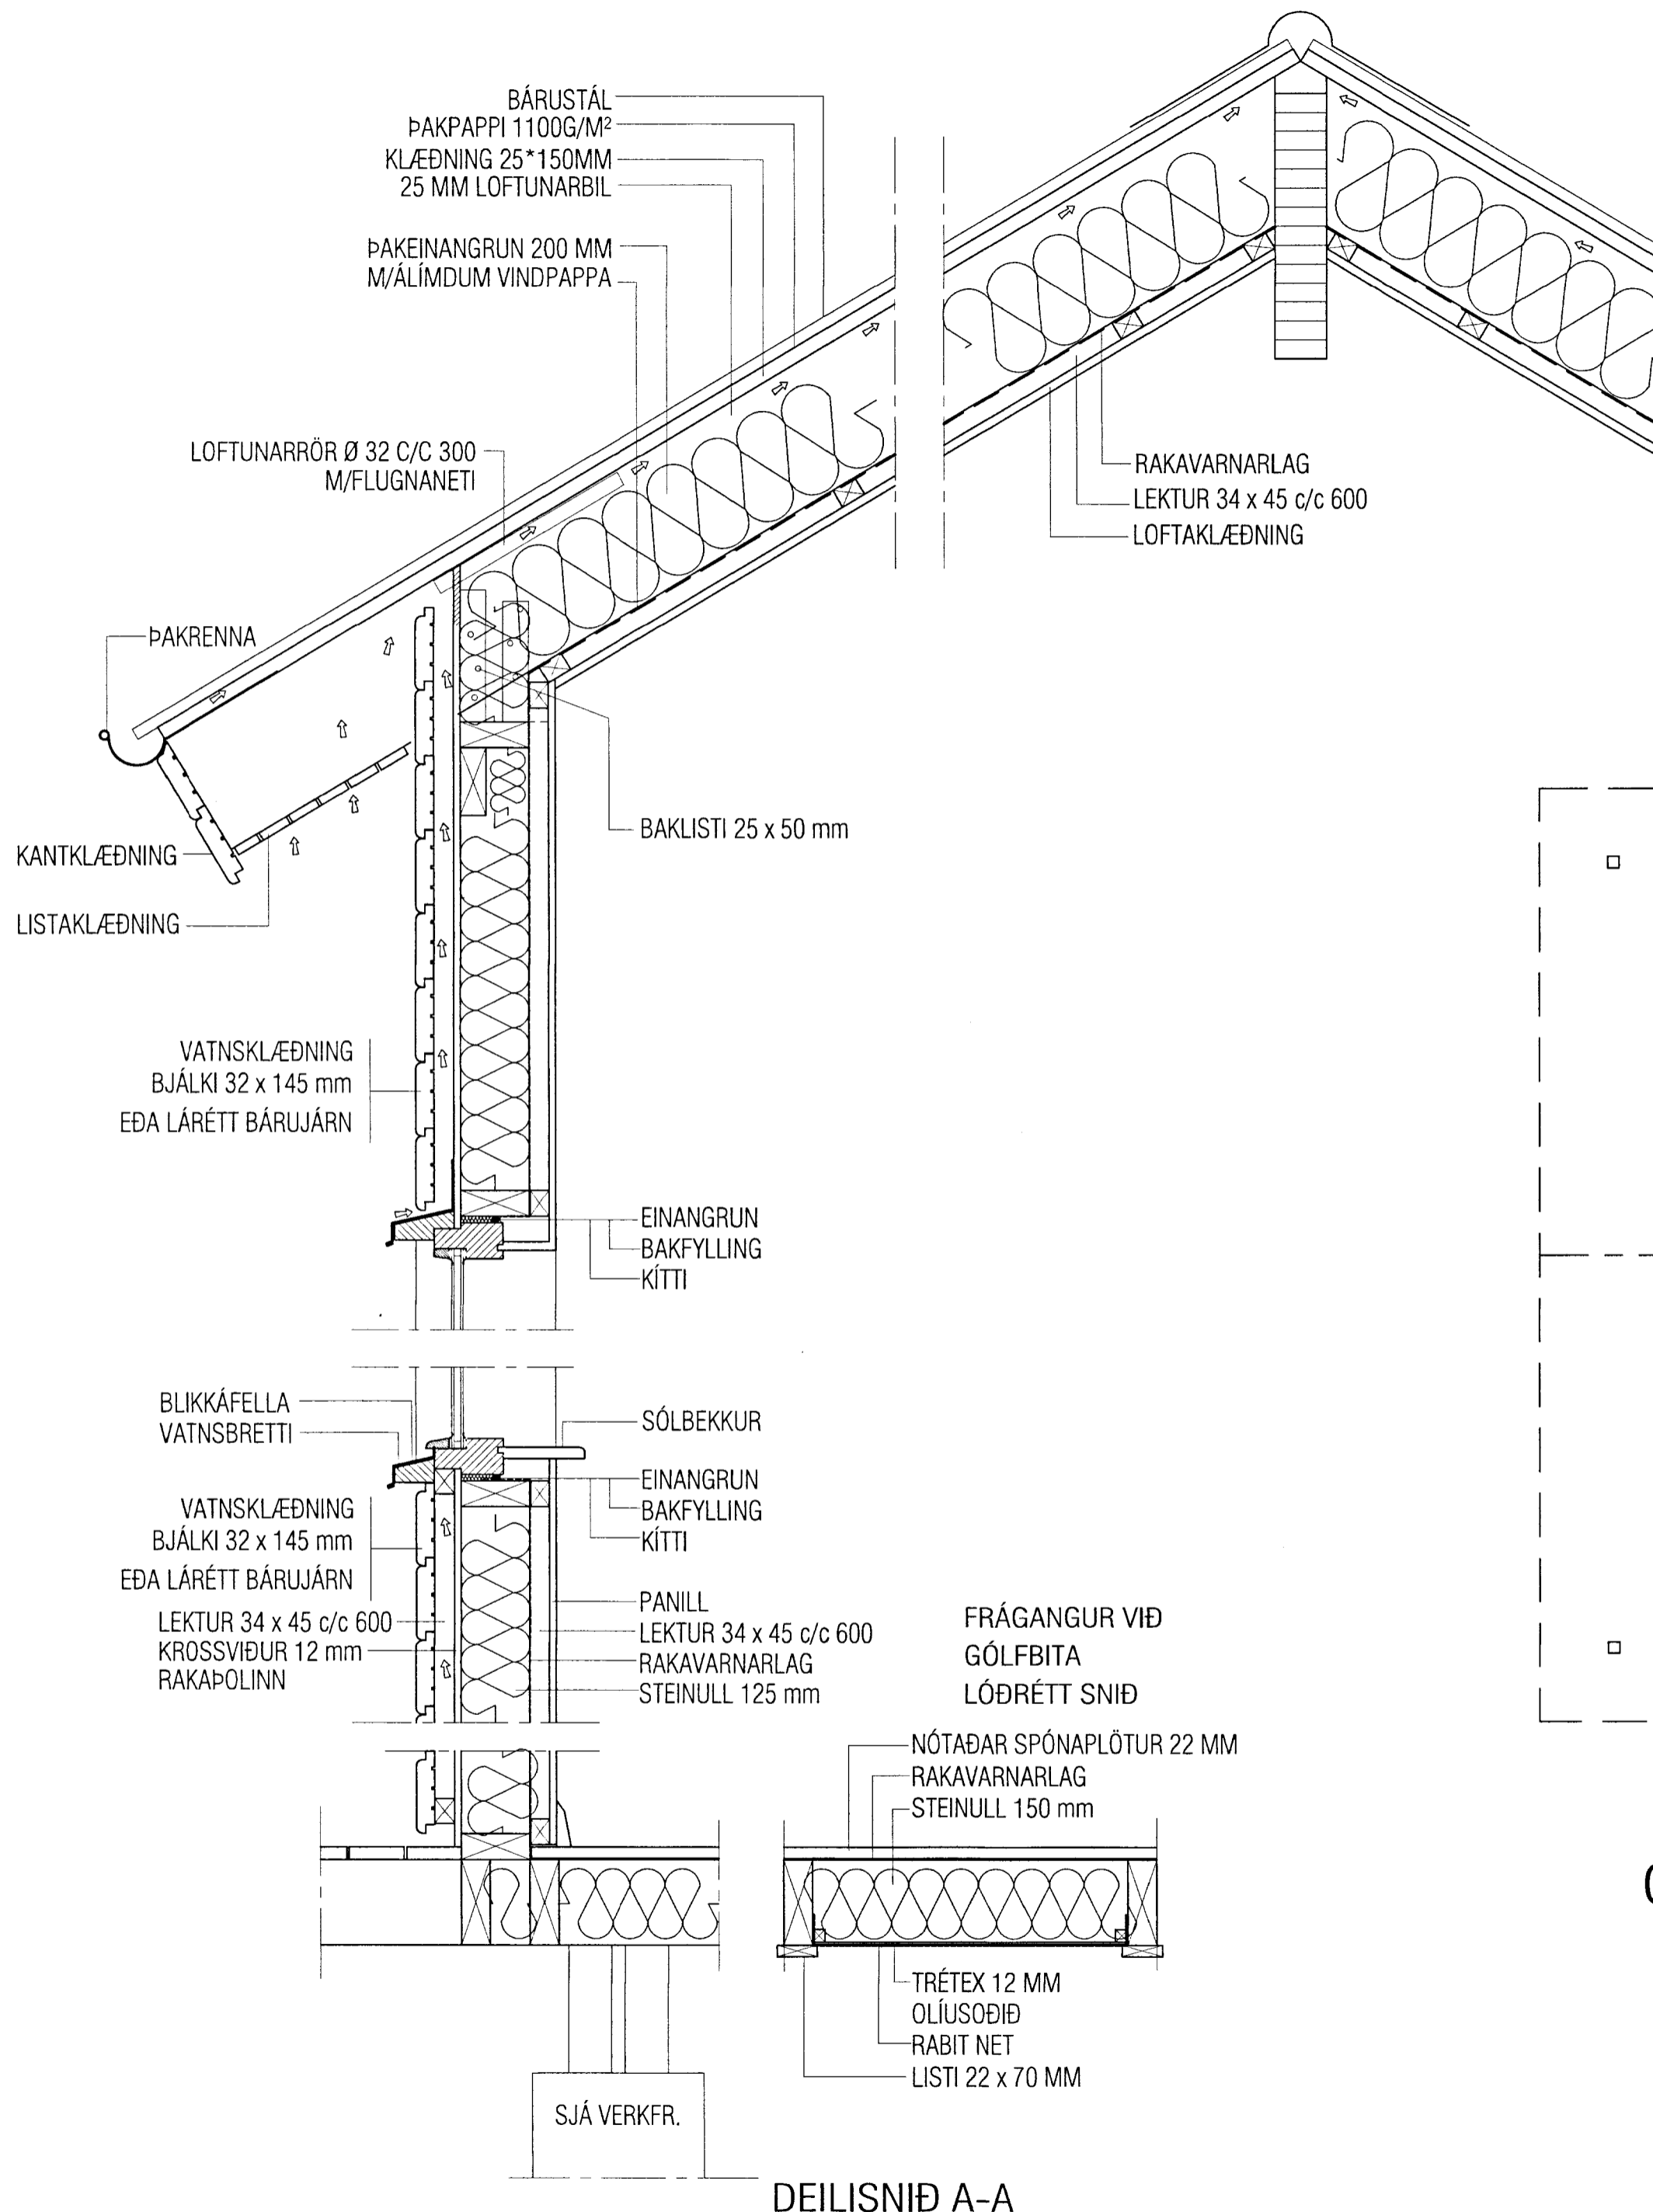 BÁRUSTÁL
ÞAKPAPPI 1100G/M²
KLÆÐNING 25*150MM
25 MM LOFTUNARBIL
ÞAKEINANGRUN 200 MM
M/ÁLÍMDUM VINDPAPPA
LOFTUNARRÖR Ø 32 C/C 300
M/FLUGNANETI
RAKAVARNARLAG
LEKTUR 34 x 45 c/c 600
LOFTAKLÆÐNING
ÞAKRENNA
BAKLISTI 25 x 50 mm
KANTKLÆÐNING
LISTAKLÆÐNING
VATNSKLÆÐNING
BJÁLKI 32 x 145 mm
EÐA LÁRÉTT BÁRUJÁRN
EINANGRUN
BAKFYLLING
KÍTTI
BLIKKÁFELLA
VATNSBRETTI
SÓLBEKKUR
EINANGRUN
BAKFYLLING
KÍTTI
VATNSKLÆÐNING
BJÁLKI 32 x 145 mm
EÐA LÁRÉTT BÁRUJÁRN
LEKTUR 34 x 45 c/c 600
KROSSVIÐUR 12 mm
RAKAÞOLINN
PANILL
LEKTUR 34 x 45 c/c 600
RAKAVARNARLAG
STEINULL 125 mm
FRÁGANGUR VIÐ
GÓLFBITA
LÓÐRÉTT SNIÐ
NÓTAÐAR SPÓNAPLÖTUR 22 MM
RAKAVARNARLAG
STEINULL 150 mm
TRÉTEX 12 MM
OLÍUSOÐIÐ
RABIT NET
LISTI 22 x 70 MM
SJÁ VERKFR.
DEILISNIÐ A-A